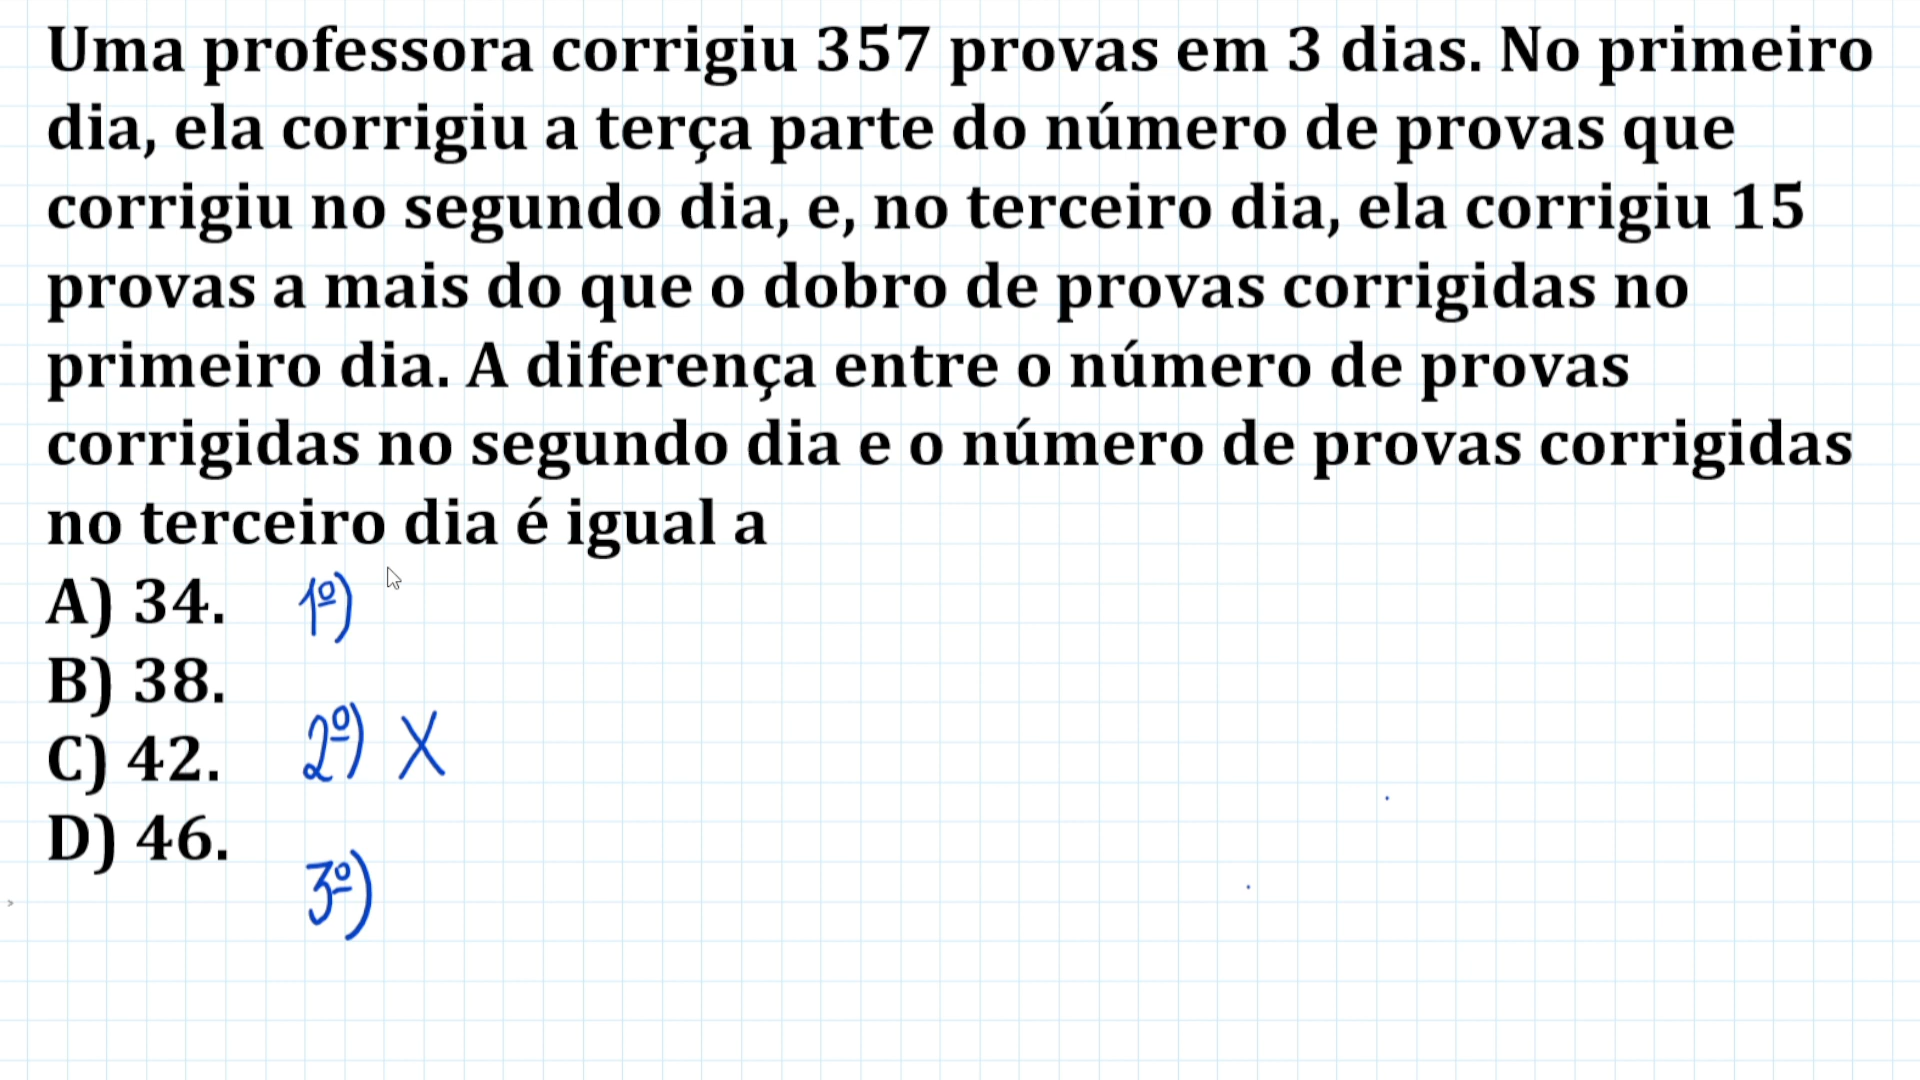 Uma professora corrigiu 357 provas em 3 dias. No primeiro
dia, ela corrigiu a terça parte do número de provas que
corrigiu no segundo dia, e, no terceiro dia, ela corrigiu 15
provas a mais do que o dobro de provas corrigidas no
primeiro dia. A diferença entre o número de provas
corrigidas no segundo dia e o número de provas corrigidas
no terceiro dia é igual a
A) 34.
1º)
B) 38.
C) 42.
2º) X
D) 46.
3º)